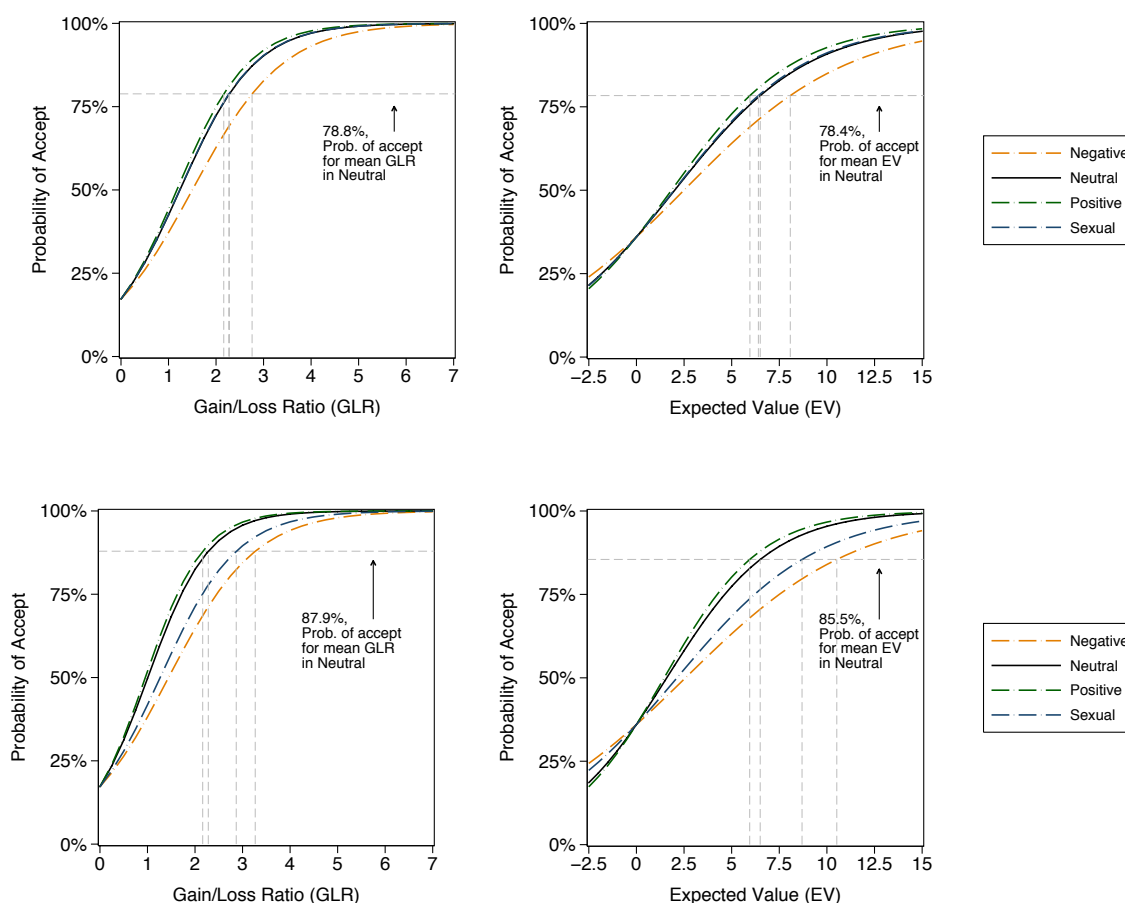 100%
75%
50%
25%
0%
Probability of Accept
0 1 2 3 4 5 6 7
Gain/Loss Ratio (GLR)
78.8%,
Prob. of accept
for mean GLR
in Neutral
100%
75%
50%
25%
0%
Probability of Accept
−2.5 0 2.5 5 7.5 10 12.5 15
Expected Value (EV)
78.4%,
Prob. of accept
for mean EV
in Neutral
Negative
Neutral
Positive
Sexual
100%
75%
50%
25%
0%
Probability of Accept
0 1 2 3 4 5 6 7
Gain/Loss Ratio (GLR)
87.9%,
Prob. of accept
for mean GLR
in Neutral
100%
75%
50%
25%
0%
Probability of Accept
−2.5 0 2.5 5 7.5 10 12.5 15
Expected Value (EV)
85.5%,
Prob. of accept
for mean EV
in Neutral
Negative
Neutral
Positive
Sexual